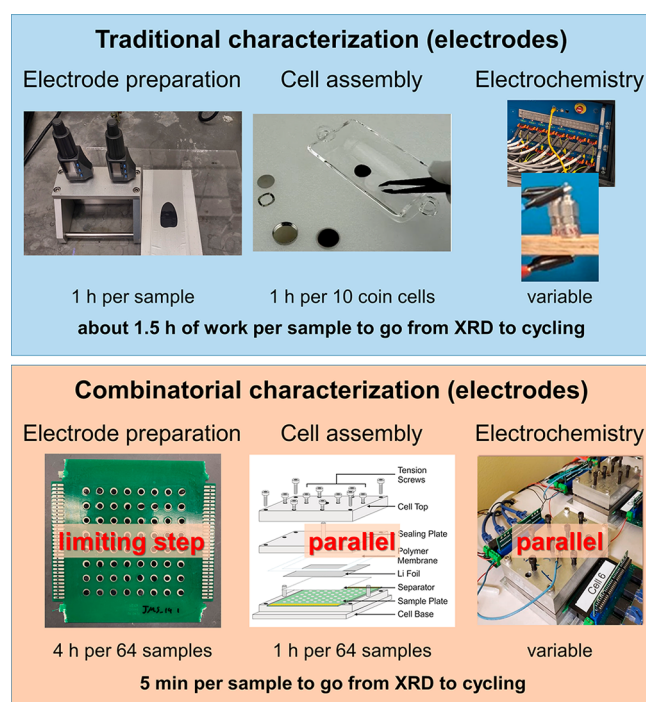 Traditional characterization (electrodes)
Electrode preparation
Cell assembly
Electrochemistry
1 h per sample
1 h per 10 coin cells
variable
about 1.5 h of work per sample to go from XRD to cycling
Combinatorial characterization (electrodes)
Electrode preparation
Cell assembly
Electrochemistry
limiting step
Tension
Screws
Cell Top
parallel
Sealing Plate
Polymer
Membrane
Li Foil
Separator
Sample Plate
Cell Base
parallel
Cell 6
4 h per 64 samples
1 h per 64 samples
variable
5 min per sample to go from XRD to cycling